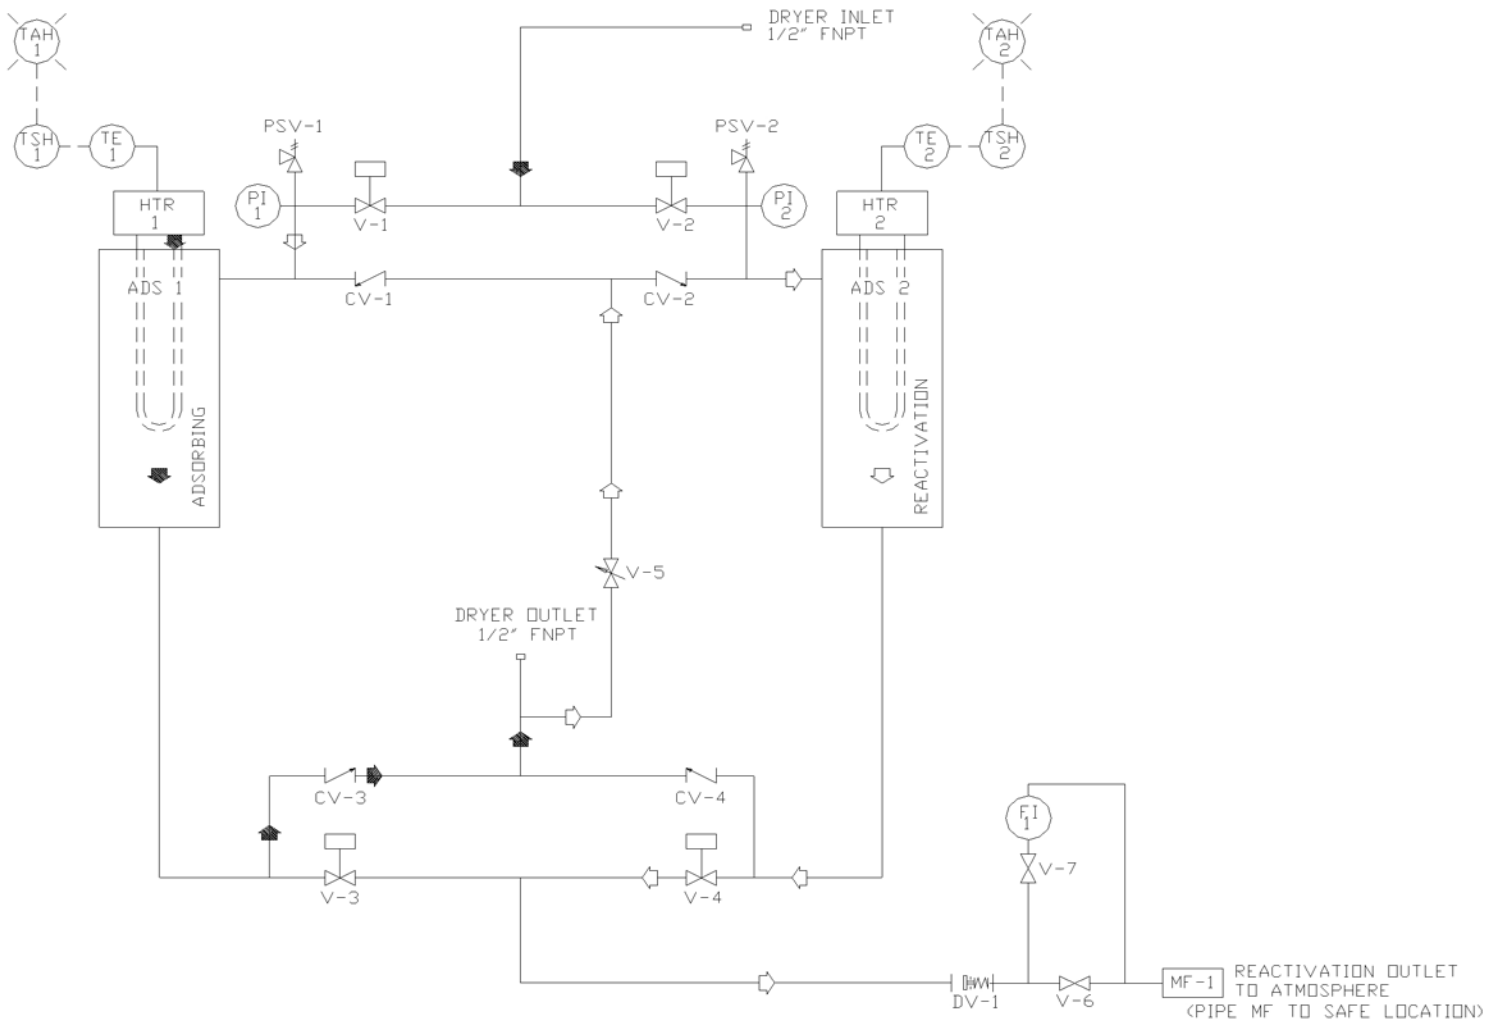 DRYER INLET
1/2" FNPT
TAH
1
TAH
2
PSV-1
PSV-2
TSH
1
TE
1
TE
2
TSH
2
HTR
1
PI
1
V-1
V-2
PI
2
HTR
2
ADS 1
CV-1
CV-2
ADS 2
ADSORBING
REACTIVATION
V-5
DRYER OUTLET
1/2" FNPT
CV-3
CV-4
FI
1
V-7
V-3
V-4
DV-1
V-6
MF-1
REACTIVATION OUTLET
TO ATMOSPHERE
(PIPE MF TO SAFE LOCATION)